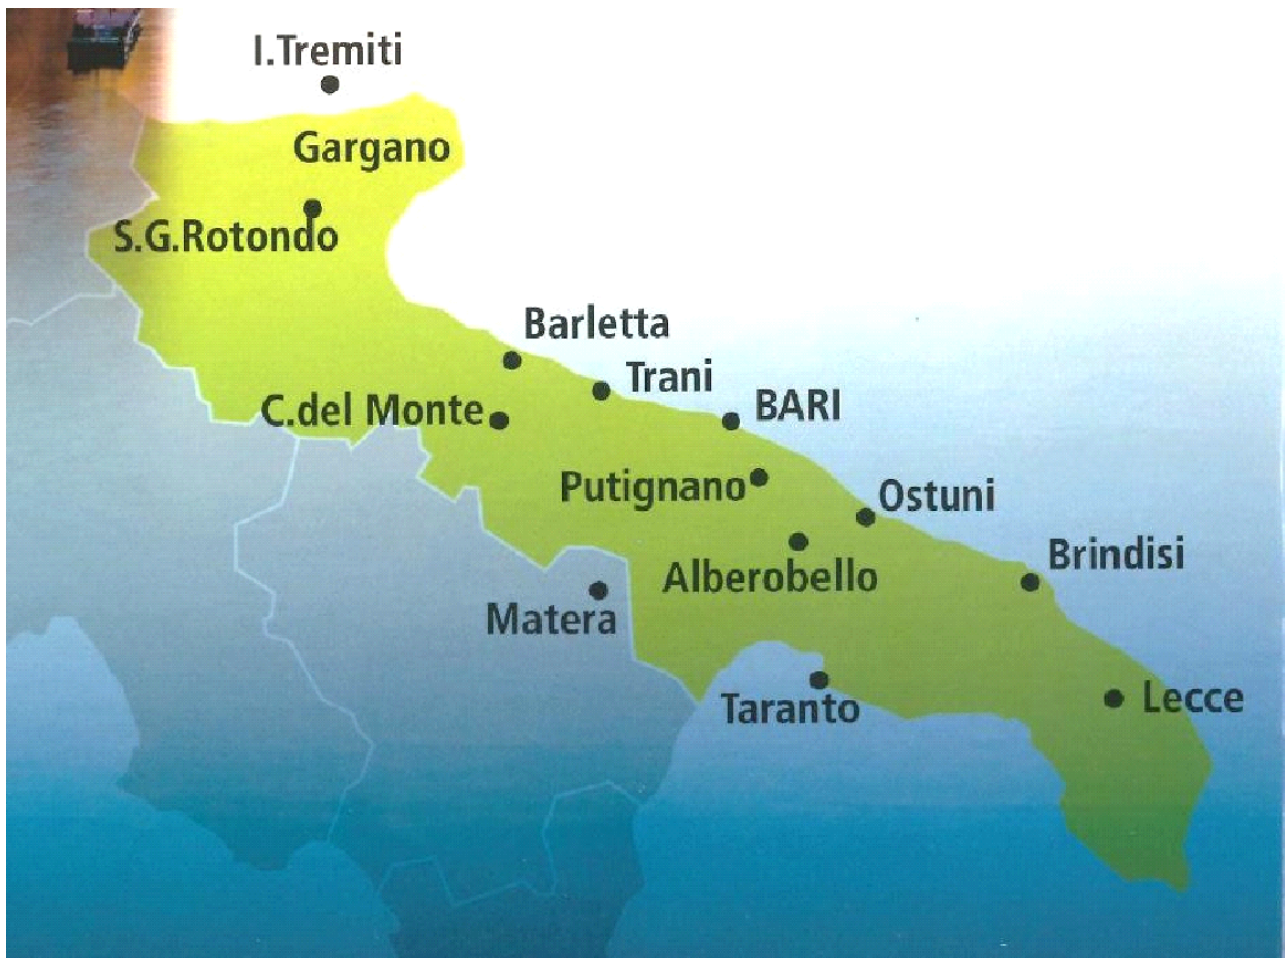 I.Tremiti
Gargano
S.G.Rotondo
Barletta
Trani
C.del Monte
BARI
Putignano
Ostuni
Brindisi
Alberobello
Matera
Lecce
Taranto